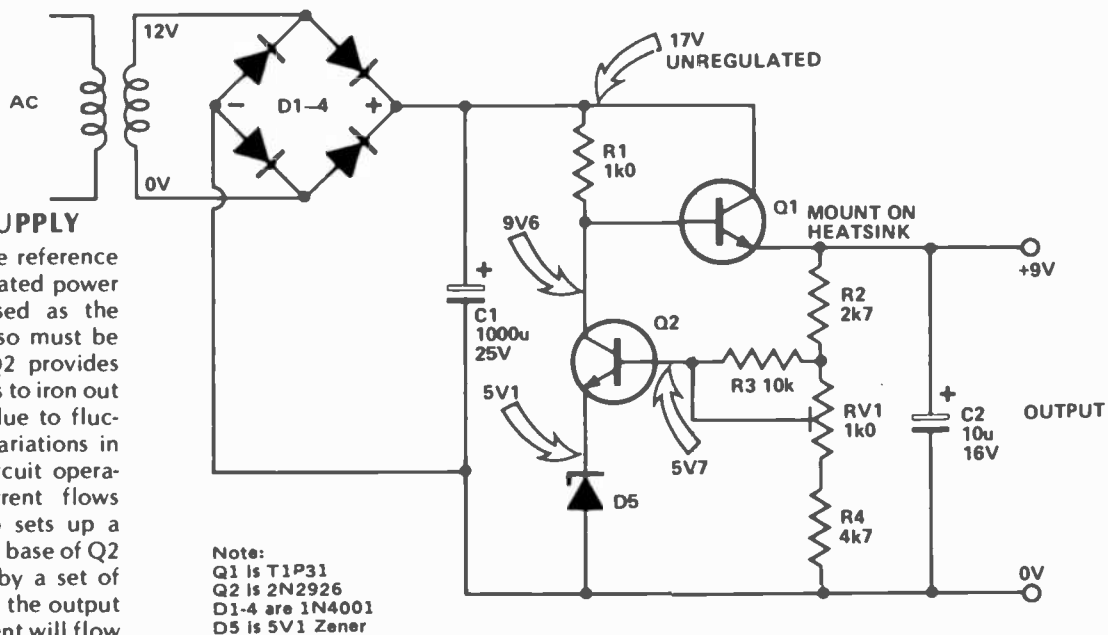 12V
AC
D1–4
−
+
0V
17V
UNREGULATED
R1
1k0
Q1
MOUNT ON
HEATSINK
+9V
9V6
R2
2k7
+
C1
1000u
25V
Q2
R3 10k
5V1
5V7
RV1
1k0
+
C2
10u
16V
OUTPUT
D5
R4
4k7
0V
UPPLY
e reference
ated power
sed as the
so must be
Q2 provides
s to iron out
lue to fluc-
ariations in
cuit opera-
rent flows
sets up a
base of Q2
by a set of
the output
ent will flow
Note:
Q1 is T1P31
Q2 is 2N2926
D1-4 are 1N4001
D5 is 5V1 Zener